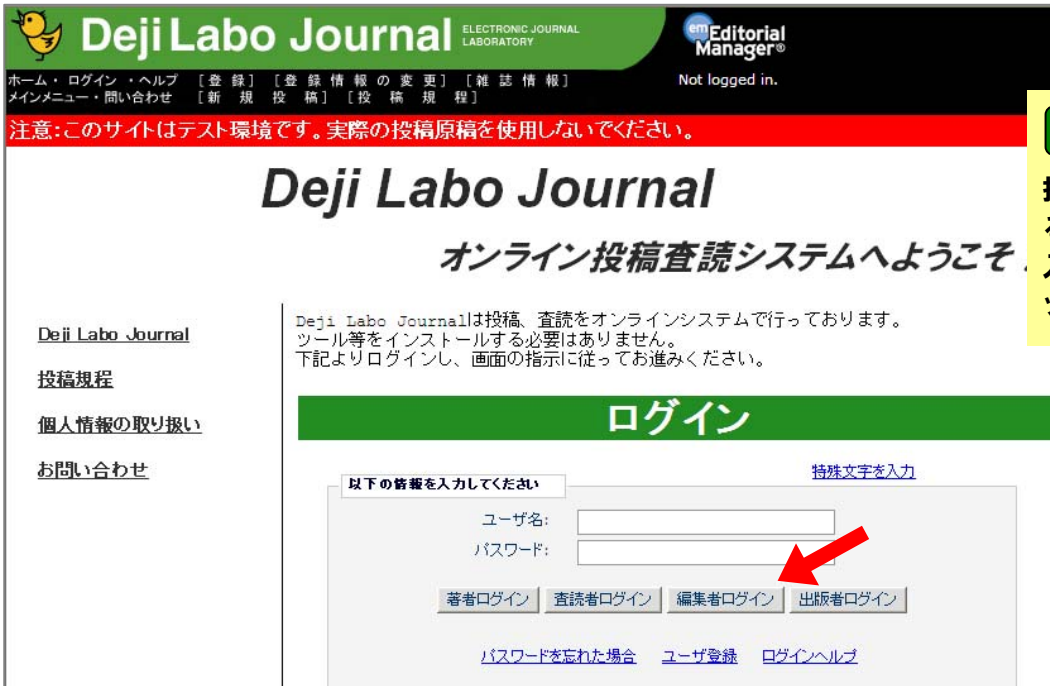 Deji Labo Journal ELECTRONIC JOURNAL LABORATORY
em Editorial Manager®
ホーム・ ログイン ・ヘルプ [登 録] [登 録 情 報 の 変 更] [雑 誌 情 報]
メインメニュー・問い合わせ [新 規 投 稿] [投 稿 規 程]
Not logged in.
注意:このサイトはテスト環境です。実際の投稿原稿を使用しないでください。
Deji Labo Journal
オンライン投稿査読システムへようこそ
Deji Labo Journal
投稿規程
個人情報の取り扱い
お問い合わせ
Deji Labo Journalは投稿、査読をオンラインシステムで行っております。
ツール等をインストールする必要はありません。
下記よりログインし、画面の指示に従ってお進みください。
ログイン
特殊文字を入力
以下の情報を入力してください
ユーザ名:
パスワード:
著者ログイン 査読者ログイン 編集者ログイン 出版者ログイン
パスワードを忘れた場合 ユーザ登録 ログインヘルプ